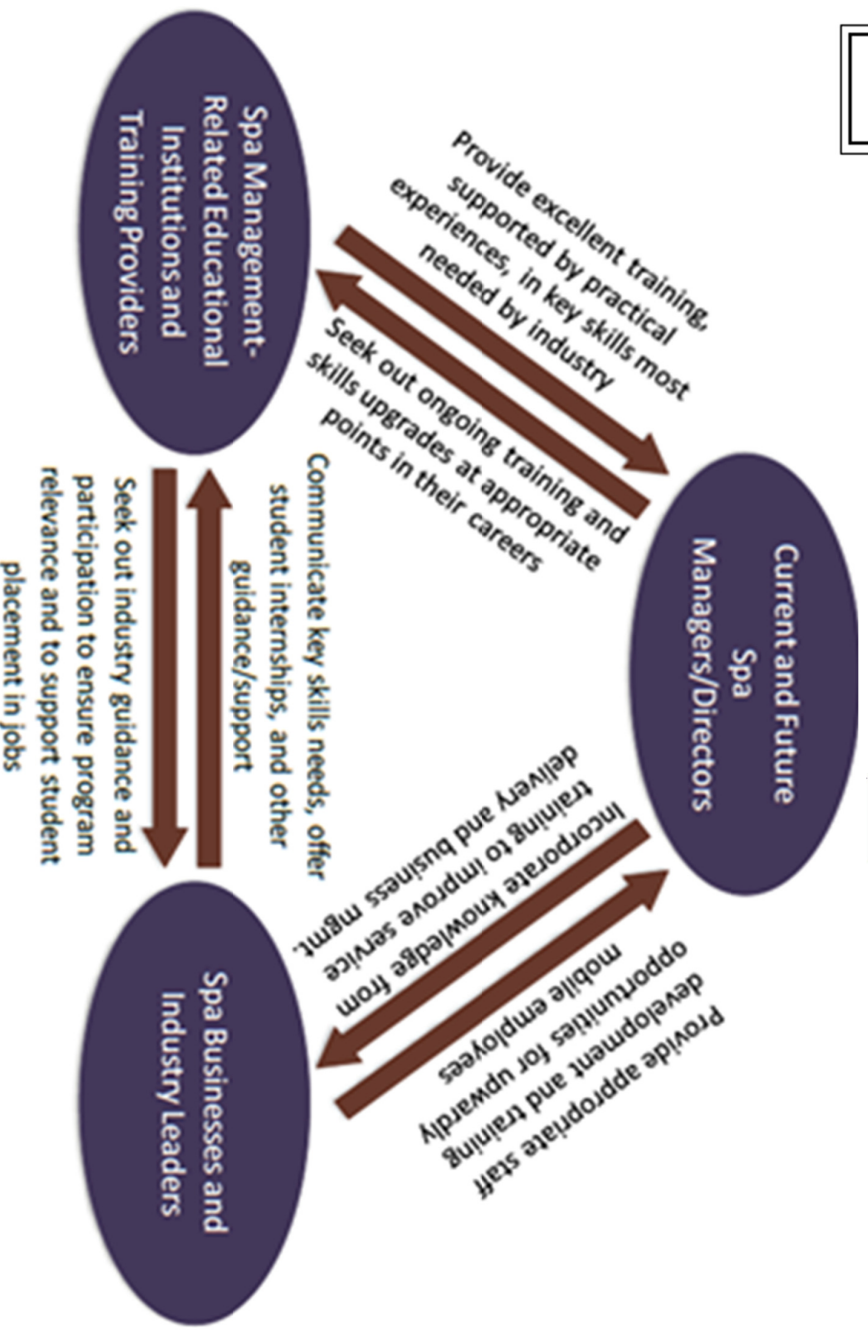 Current and Future
Spa
Managers/Directors
Provide excellent training,
supported by practical
experiences, in key skills most
needed by industry
Seek out ongoing training and
skills upgrades at appropriate
points in their careers
Provide appropriate staff
development and training
opportunities for upwardly
mobile employees
Incorporate knowledge from
training to improve service
delivery and business mgmt.
Spa Management-
Related Educational
Institutions and
Training Providers
Communicate key skills needs, offer
student internships, and other
guidance/support
Seek out industry guidance and
participation to ensure program
relevance and to support student
placement in jobs
Spa Businesses and
Industry Leaders